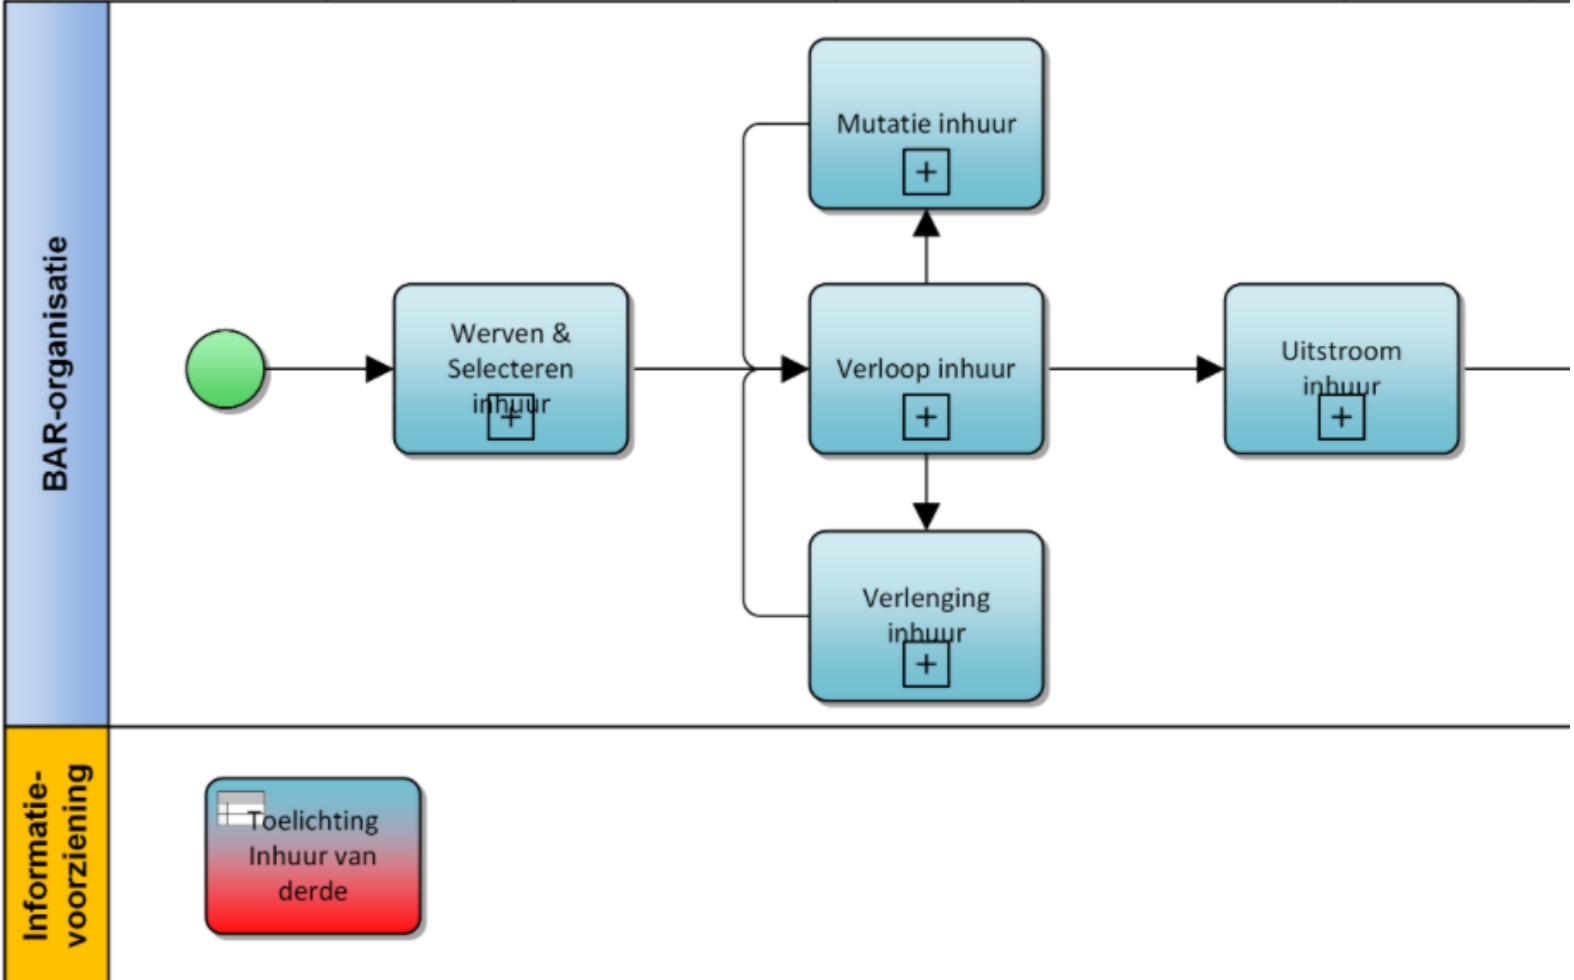 BAR-organisatie
Mutatie inhuur
Werven &
Selecteren
inhuur
Verloop inhuur
Uitstroom
inhuur
Verlenging
inhuur
Informatie-
voorziening
Toelichting
Inhuur van
derde